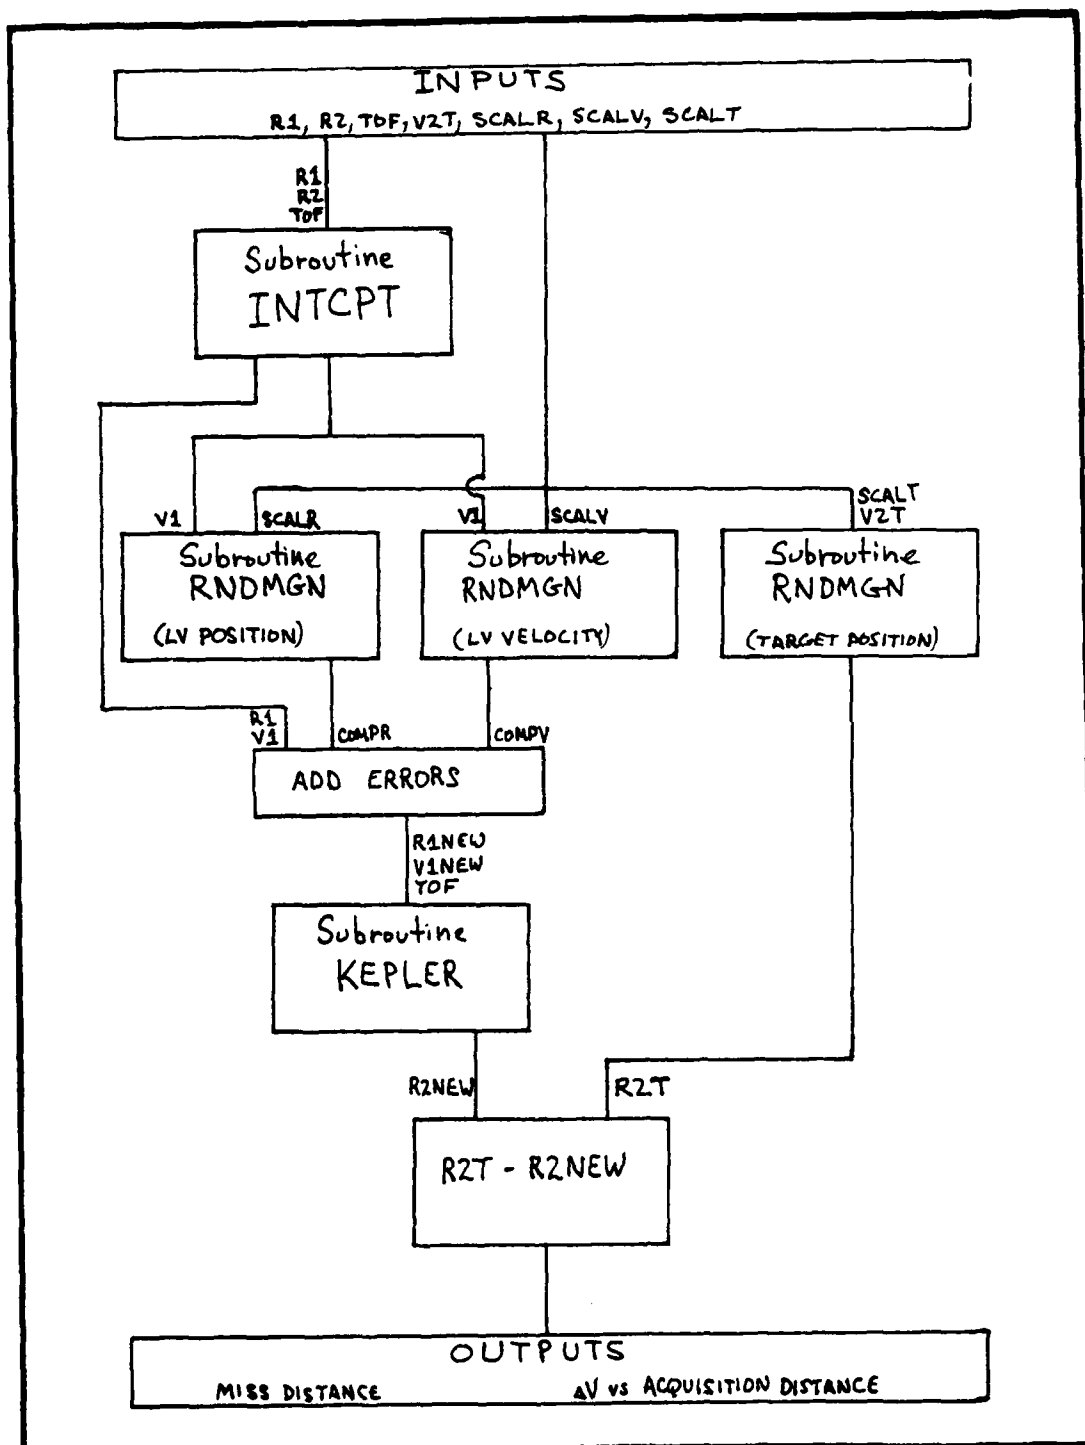 INPUTS
R1, R2, TOF, V2T, SCALR, SCALV, SCALT
R1
R2
TOF
Subroutine
INTCPT
V1
SCALR
V1
SCALV
SCALT
V2T
Subroutine
RNDMGN
(LV POSITION)
Subroutine
RNDMGN
(LV VELOCITY)
Subroutine
RNDMGN
(TARGET POSITION)
R1
V1
COMPR
COMPV
ADD ERRORS
R1NEW
V1NEW
TOF
Subroutine
KEPLER
R2NEW
R2T
R2T - R2NEW
OUTPUTS
MISS DISTANCE
ΔV vs ACQUISITION DISTANCE